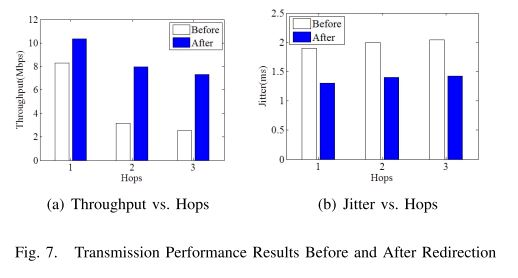 12
10
8
6
4
2
0
Throughput(Mbps)
Before
After
1 2 3
Hops
(a) Throughput vs. Hops
2.5
2
1.5
1
0.5
0
Jitter(ms)
Before
After
1 2 3
Hops
(b) Jitter vs. Hops
Fig. 7. Transmission Performance Results Before and After Redirection